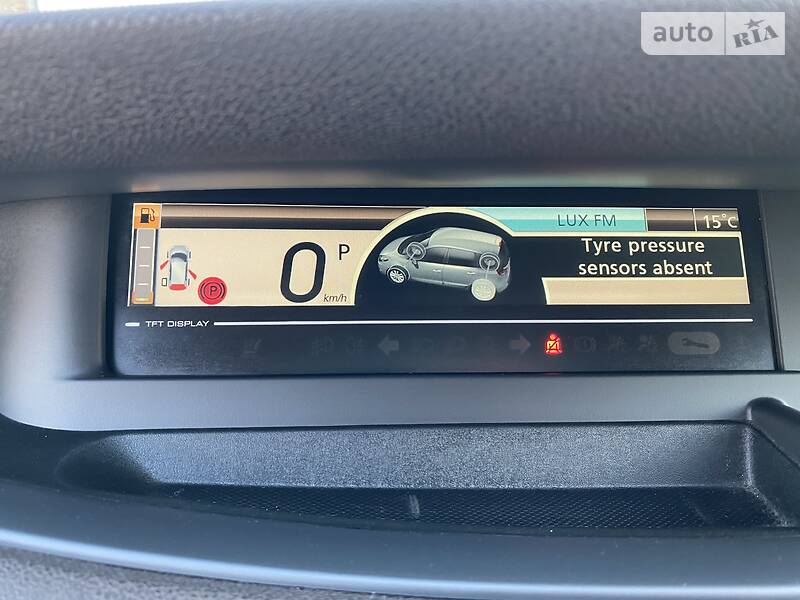 auto RIA
LUX FM
15°C
Tyre pressure
sensors absent
0 P
km/h
P
TFT DISPLAY